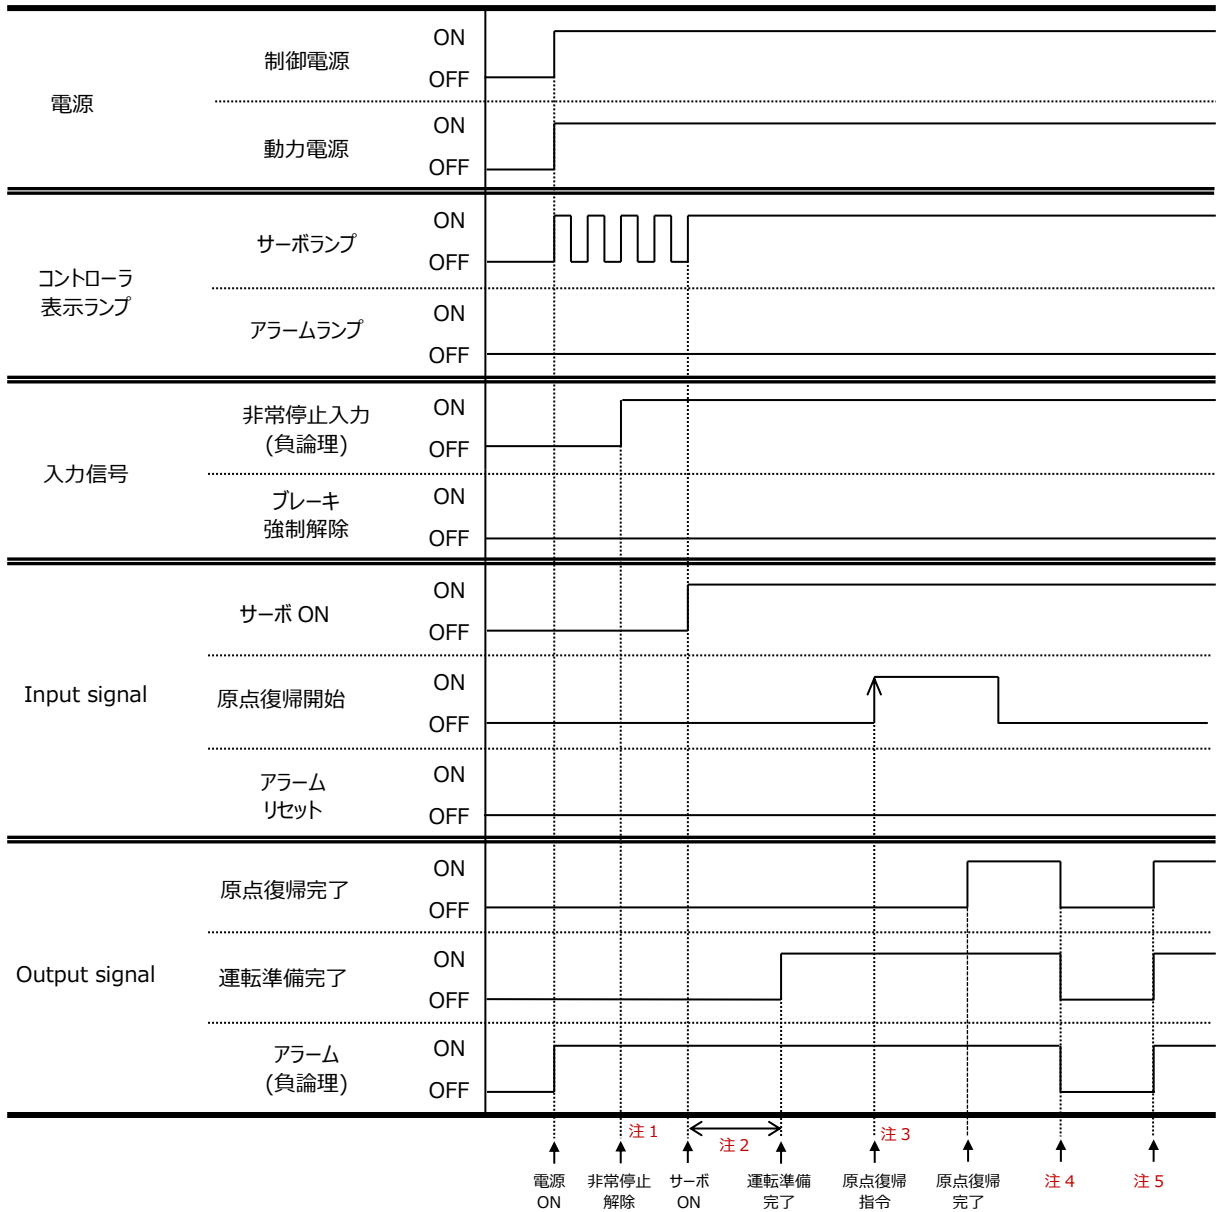 電源
制御電源
ON
OFF
動力電源
ON
OFF
コントローラ
表示ランプ
サーボランプ
ON
OFF
アラームランプ
ON
OFF
入力信号
非常停止入力
(負論理)
ON
OFF
ブレーキ
強制解除
ON
OFF
Input signal
サーボ ON
ON
OFF
原点復帰開始
ON
OFF
アラーム
リセット
ON
OFF
Output signal
原点復帰完了
ON
OFF
運転準備完了
ON
OFF
アラーム
(負論理)
ON
OFF
注 1
注 2
注 3
電源
ON
非常停止
解除
サーボ
ON
運転準備
完了
原点復帰
指令
原点復帰
完了
注 4
注 5